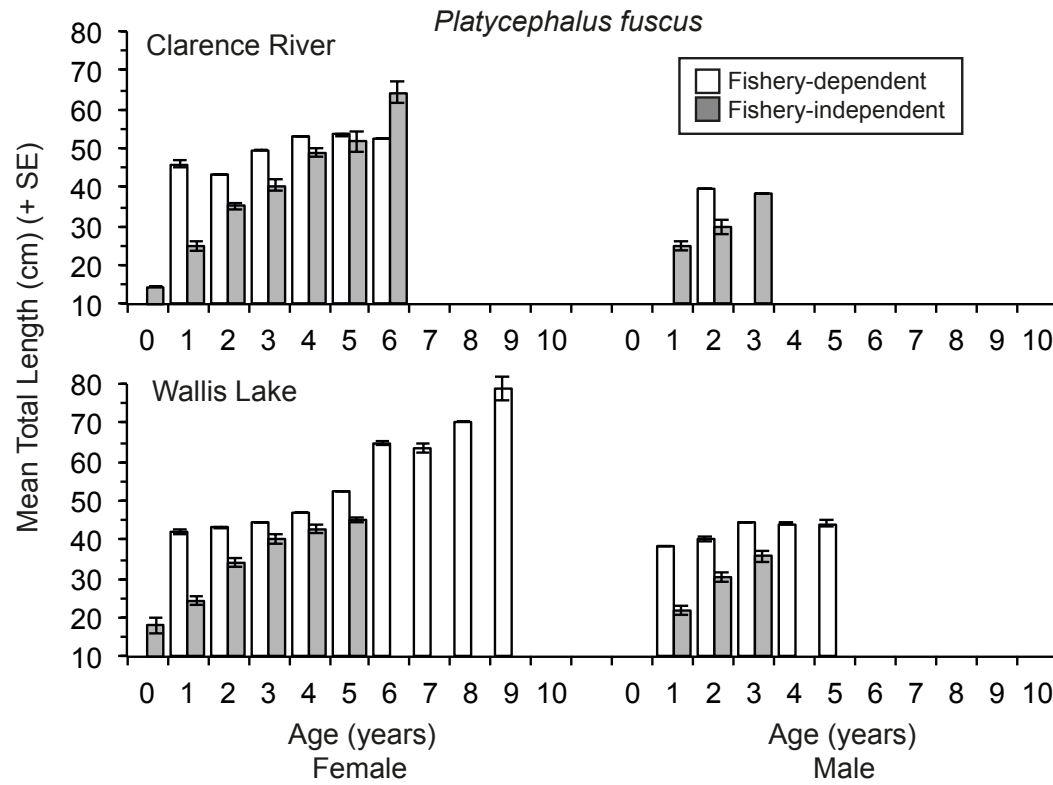 Platycephalus fuscus
Clarence River
Fishery-dependent
Fishery-independent
Mean Total Length (cm) (+ SE)
80
70
60
50
40
30
20
10
0 1 2 3 4 5 6 7 8 9 10 0 1 2 3 4 5 6 7 8 9 10
Wallis Lake
80
70
60
50
40
30
20
10
0 1 2 3 4 5 6 7 8 9 10 0 1 2 3 4 5 6 7 8 9 10
Age (years) Age (years)
Female Male